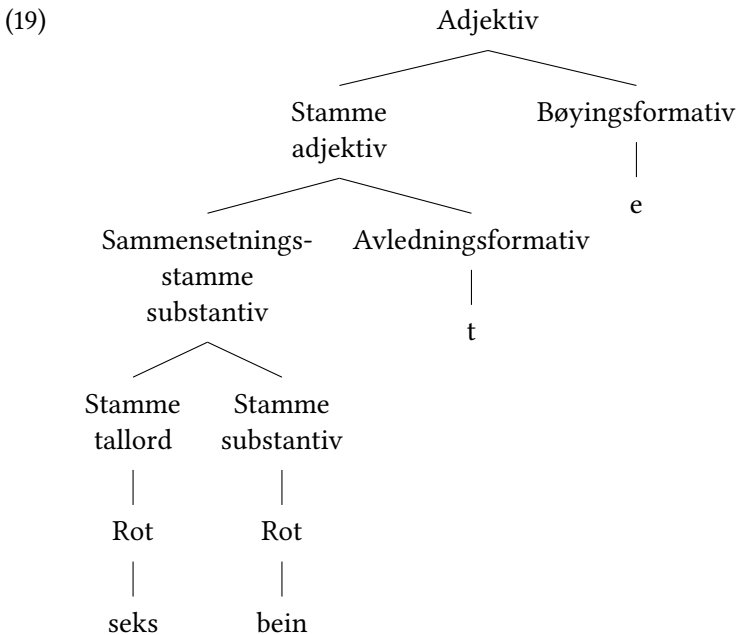 (19)
Adjektiv
Stamme
adjektiv
Bøyingsformativ
e
Sammensetnings-
stamme
substantiv
Avledningsformativ
t
Stamme
tallord
Stamme
substantiv
Rot
Rot
seks
bein